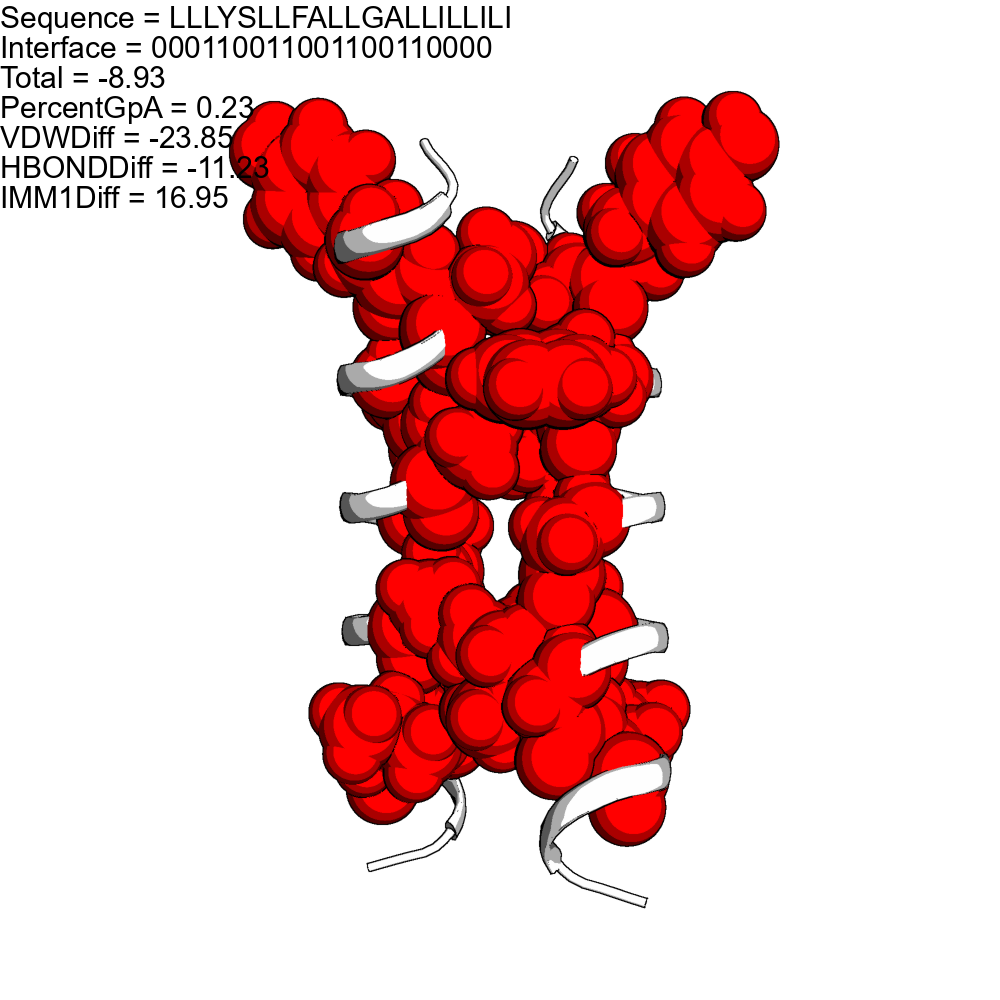 Sequence = LLLYSLLFALLGALLILLILI
Interface = 000110011001100110000
Total = -8.93
PercentGpA = 0.23
VDWDiff = -23.85
HBONDDiff = -11.23
IMM1Diff = 16.95